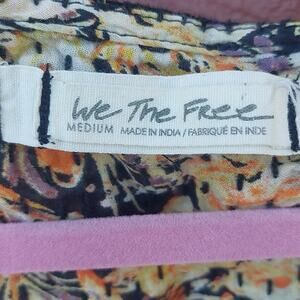 We The Free
MEDIUM MADE IN INDIA / FABRIQUÉ EN INDE